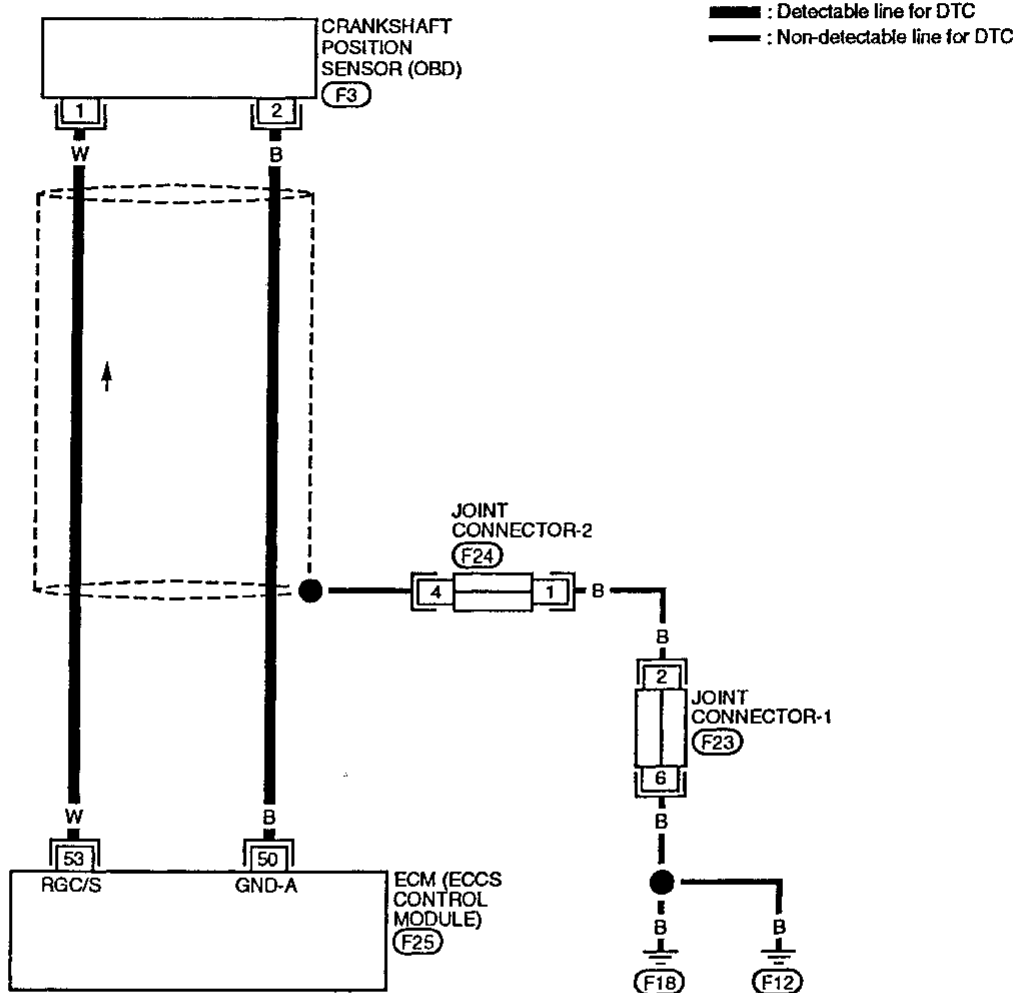 CRANKSHAFT
POSITION
SENSOR (OBD)
F3
: Detectable line for DTC
: Non-detectable line for DTC
1
2
W
B
JOINT
CONNECTOR-2
F24
4
1
B
B
2
JOINT
CONNECTOR-1
F23
6
B
W
B
53
50
RGC/S
GND-A
ECM (ECCS
CONTROL
MODULE)
F25
B
B
F18
F12